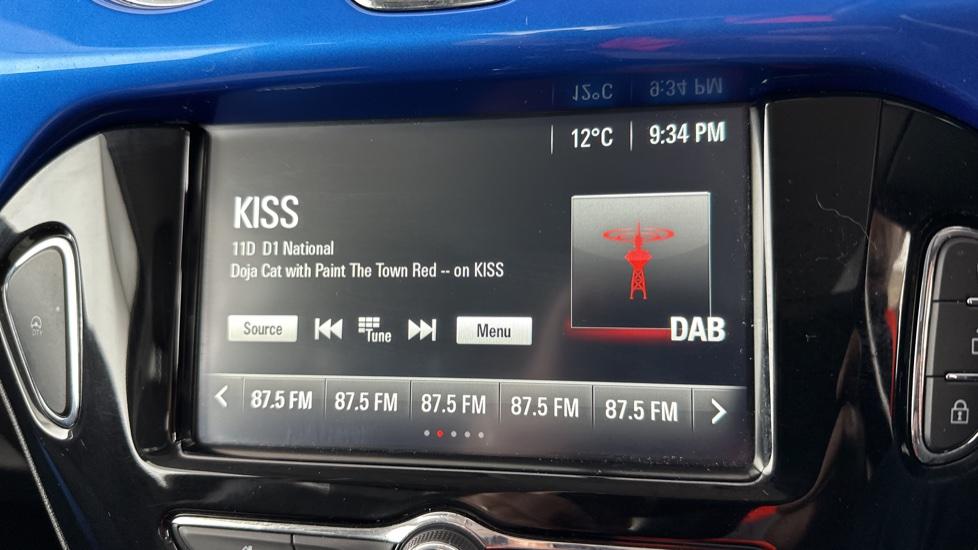 12°C 9:34 PM
KISS
11D D1 National
Doja Cat with Paint The Town Red -- on KISS
DAB
Source Tune Menu
87.5 FM 87.5 FM 87.5 FM 87.5 FM 87.5 FM